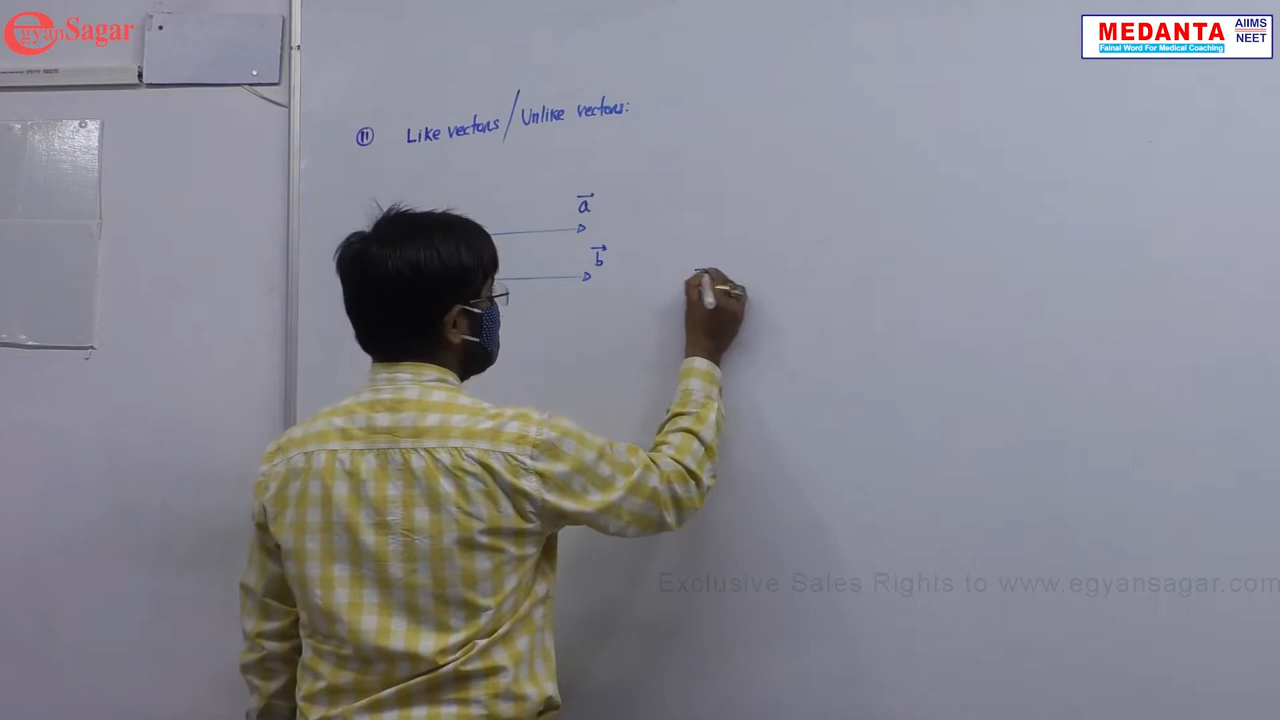 egyanSagar
MEDANTA
Fainal Word For Medical Coaching
AIIMS
NEET
11 Like vectors / Unlike vectors:
a
b
Exclusive Sales Rights to www.egyansagar.com